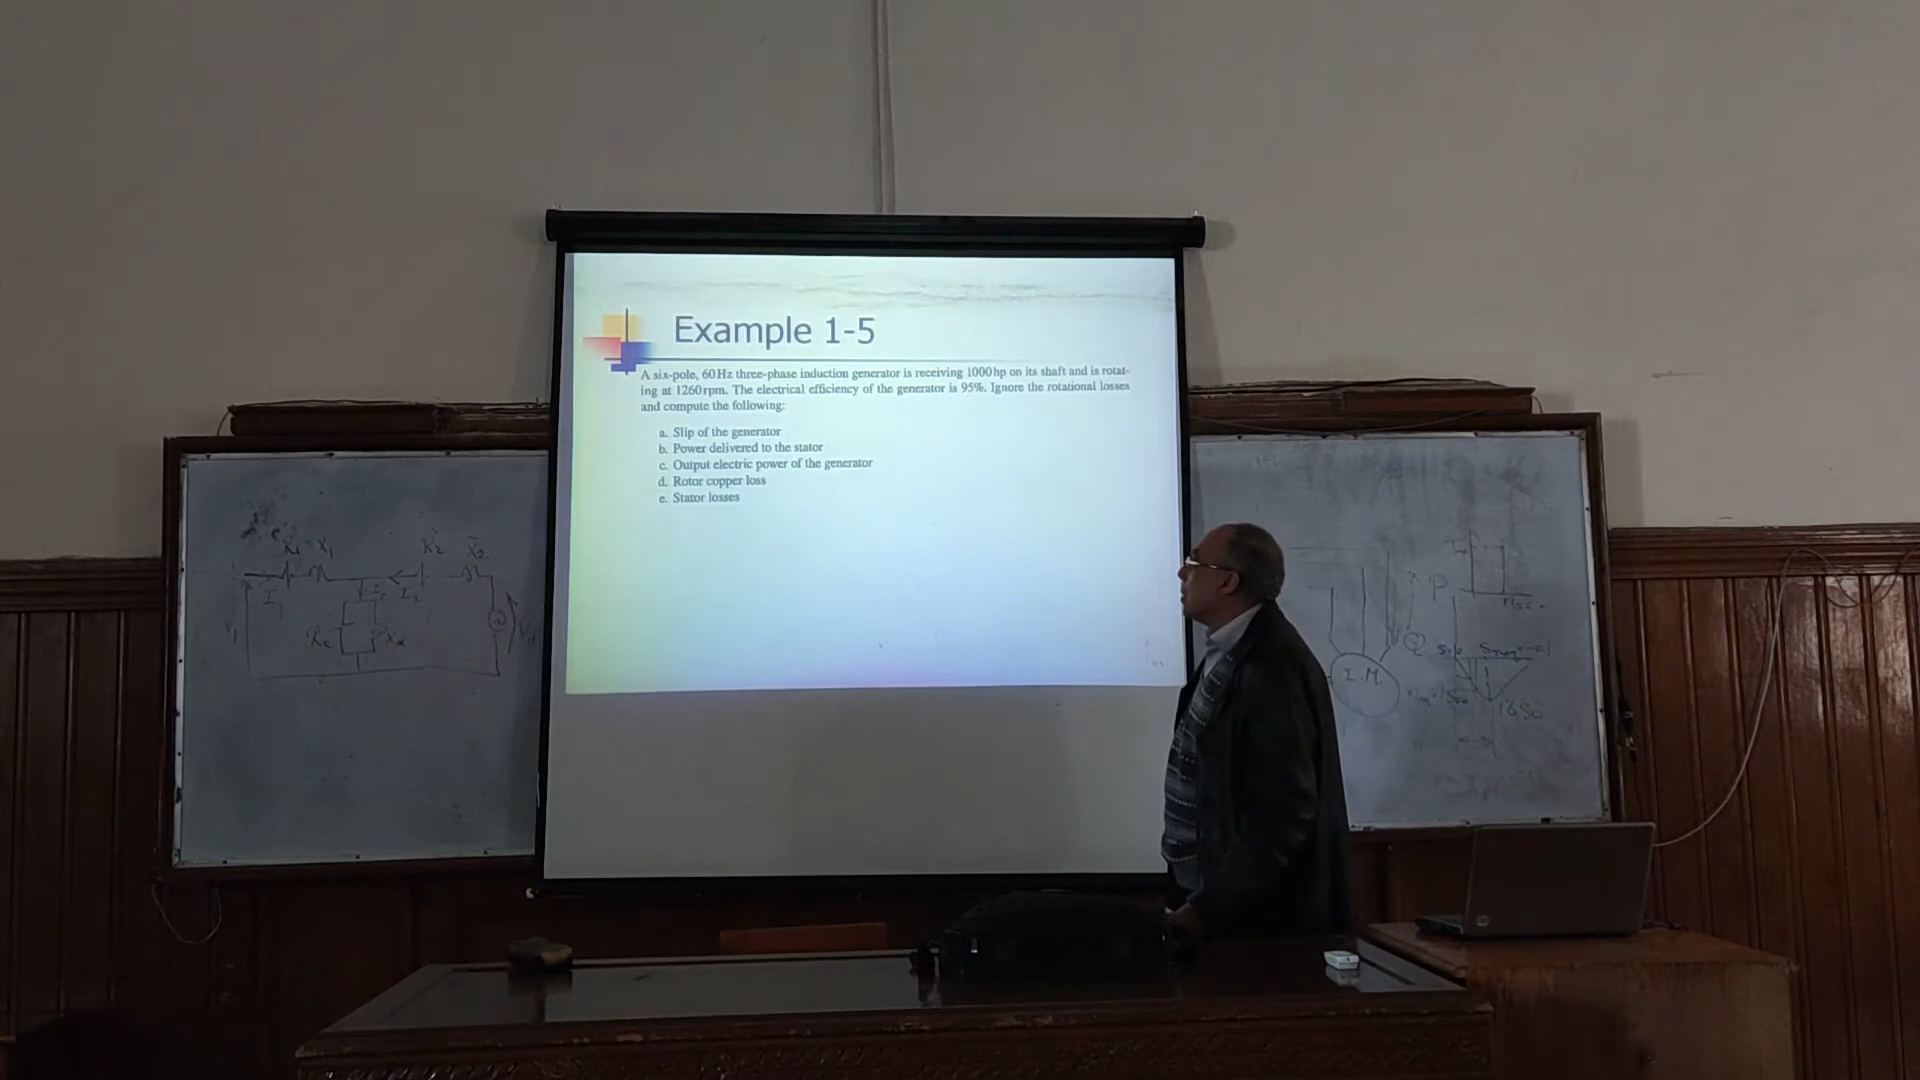 Example 1-5
A six-pole, 60 Hz three-phase induction generator is receiving 1000 hp on its shaft and is rotat-
ing at 1260 rpm. The electrical efficiency of the generator is 95%. Ignore the rotational losses
and compute the following:
a. Slip of the generator
b. Power delivered to the stator
c. Output electric power of the generator
d. Rotor copper loss
e. Stator losses
R1 X1
R2 X2
I
V1
I.M.
P
Q
1650
hp